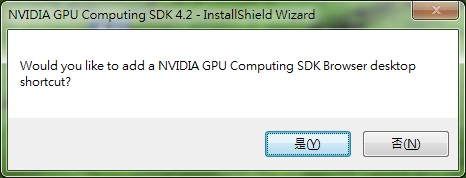 NVIDIA GPU Computing SDK 4.2 - InstallShield Wizard
Would you like to add a NVIDIA GPU Computing SDK Browser desktop
shortcut?
是(Y)
否(N)